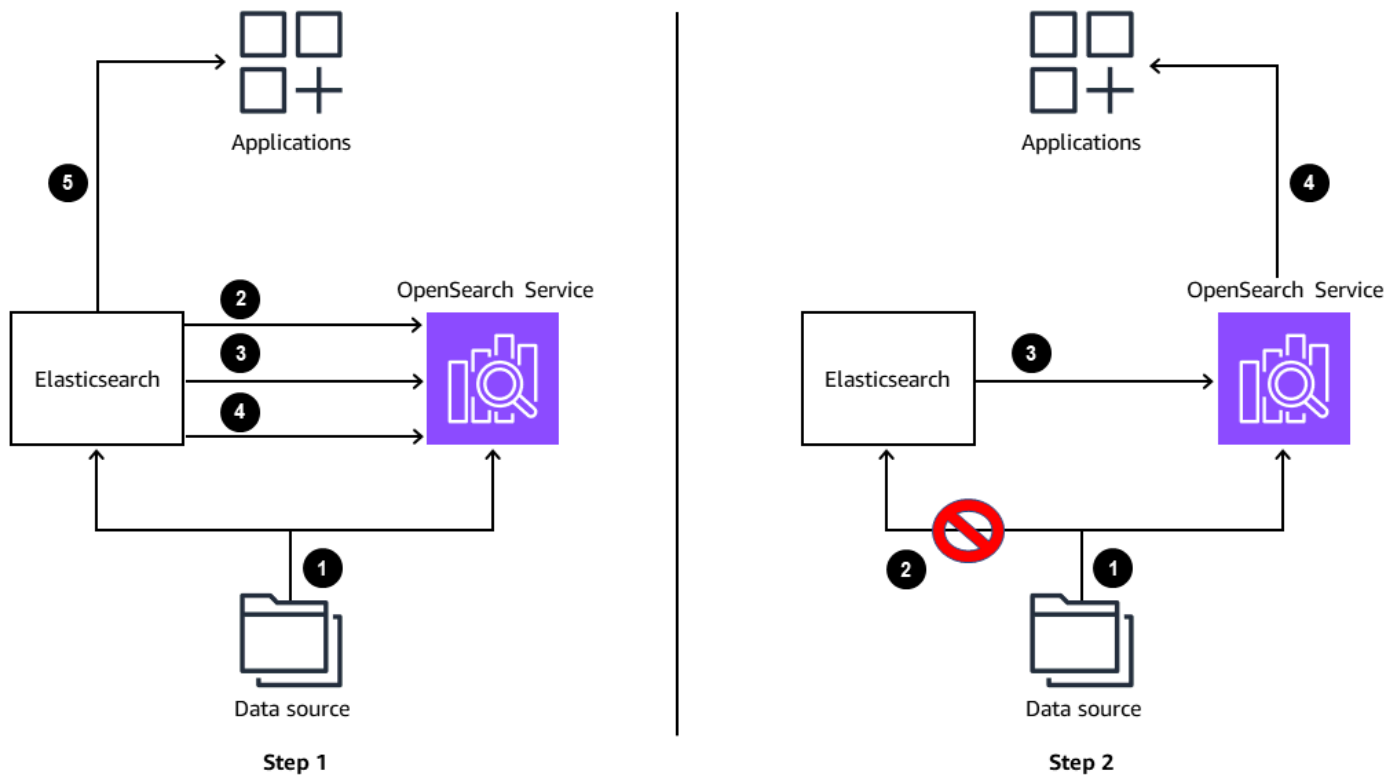 Applications
5
2
OpenSearch Service
Elasticsearch
3
4
1
Data source
Step 1
Applications
4
OpenSearch Service
Elasticsearch
3
2
1
Data source
Step 2